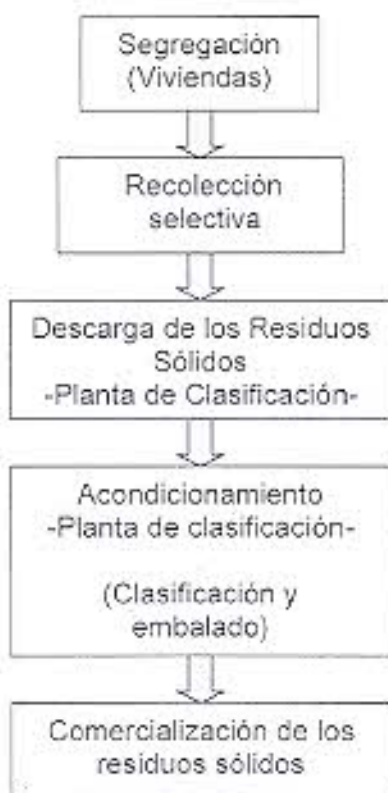 Segregación
(Viviendas)
Recolección
selectiva
Descarga de los Residuos
Sólidos
-Planta de Clasificación-
Acondicionamiento
-Planta de clasificación-
(Clasificación y
embalado)
Comercialización de los
residuos sólidos